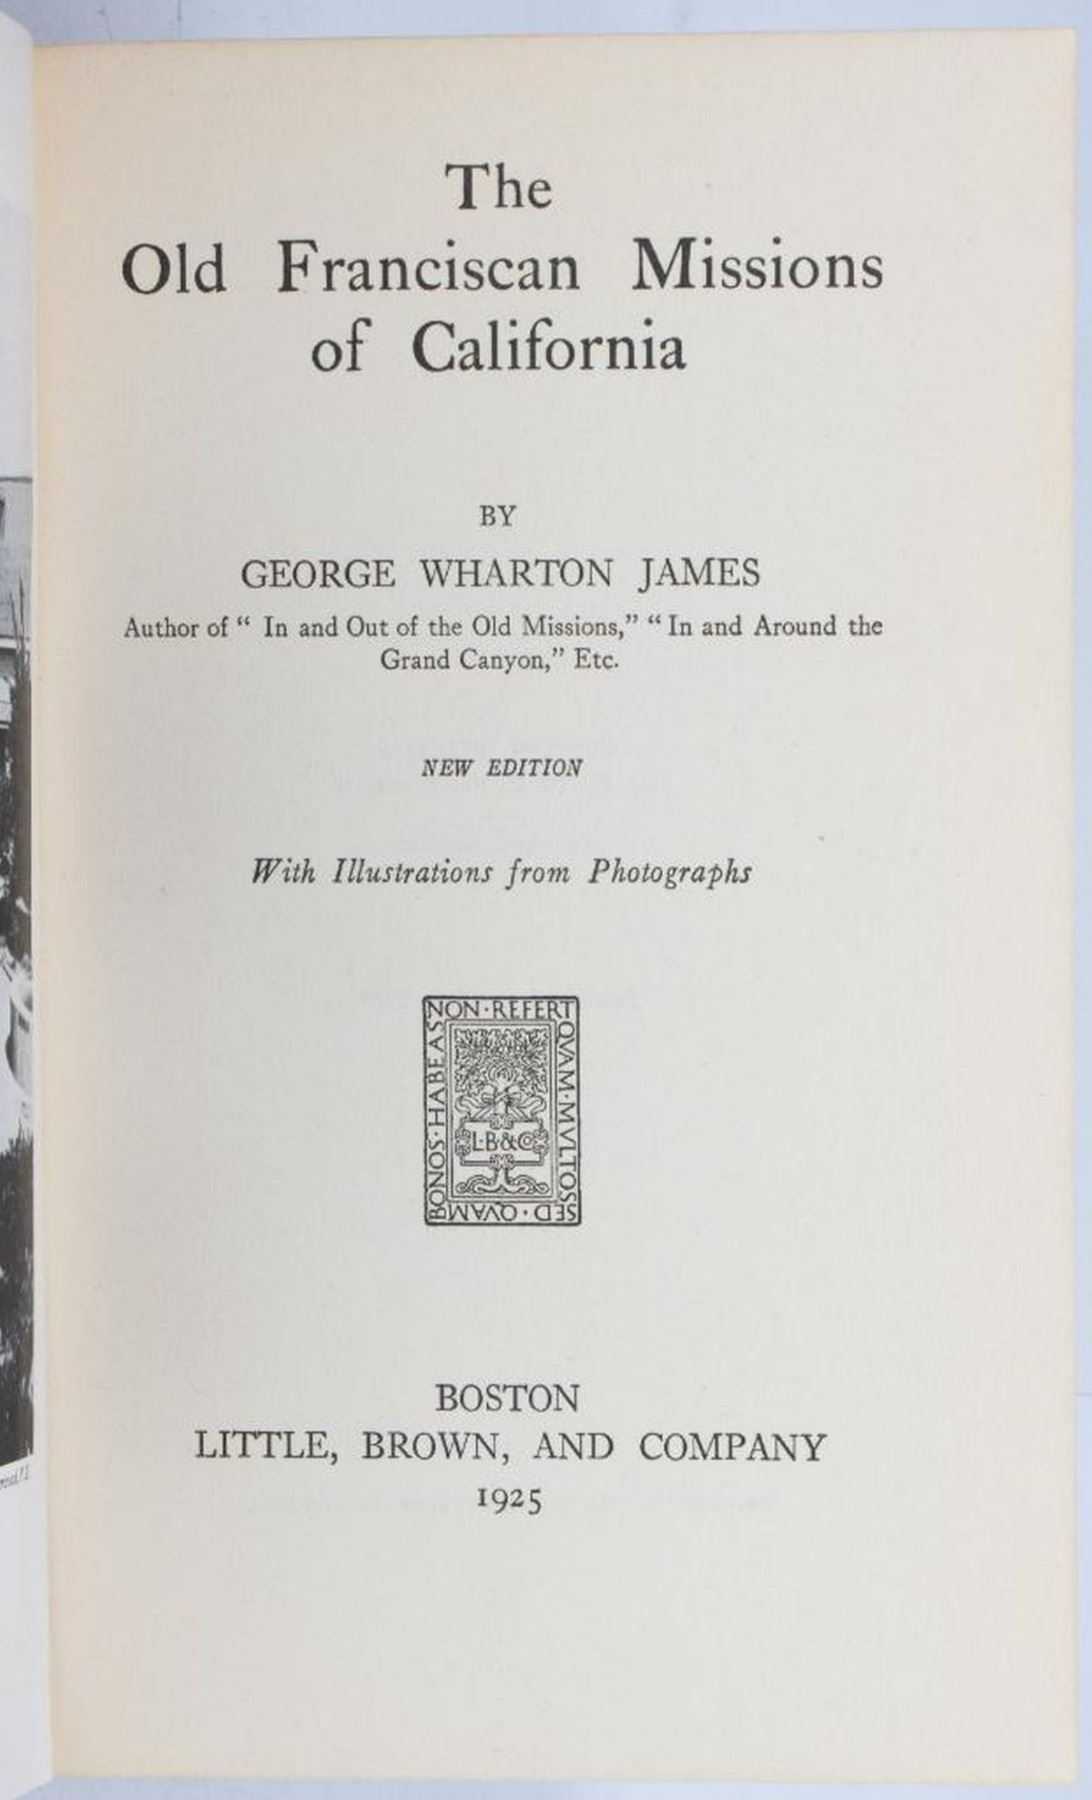 The
Old Franciscan Missions
of California
BY
GEORGE WHARTON JAMES
Author of “ In and Out of the Old Missions,” “ In and Around the
Grand Canyon,” Etc.
NEW EDITION
With Illustrations from Photographs
NON·REFERT
QVAM·MVLTOS
SED·QVAM
BONOS·HABEAS
L·B·&·Co
BOSTON
LITTLE, BROWN, AND COMPANY
1925